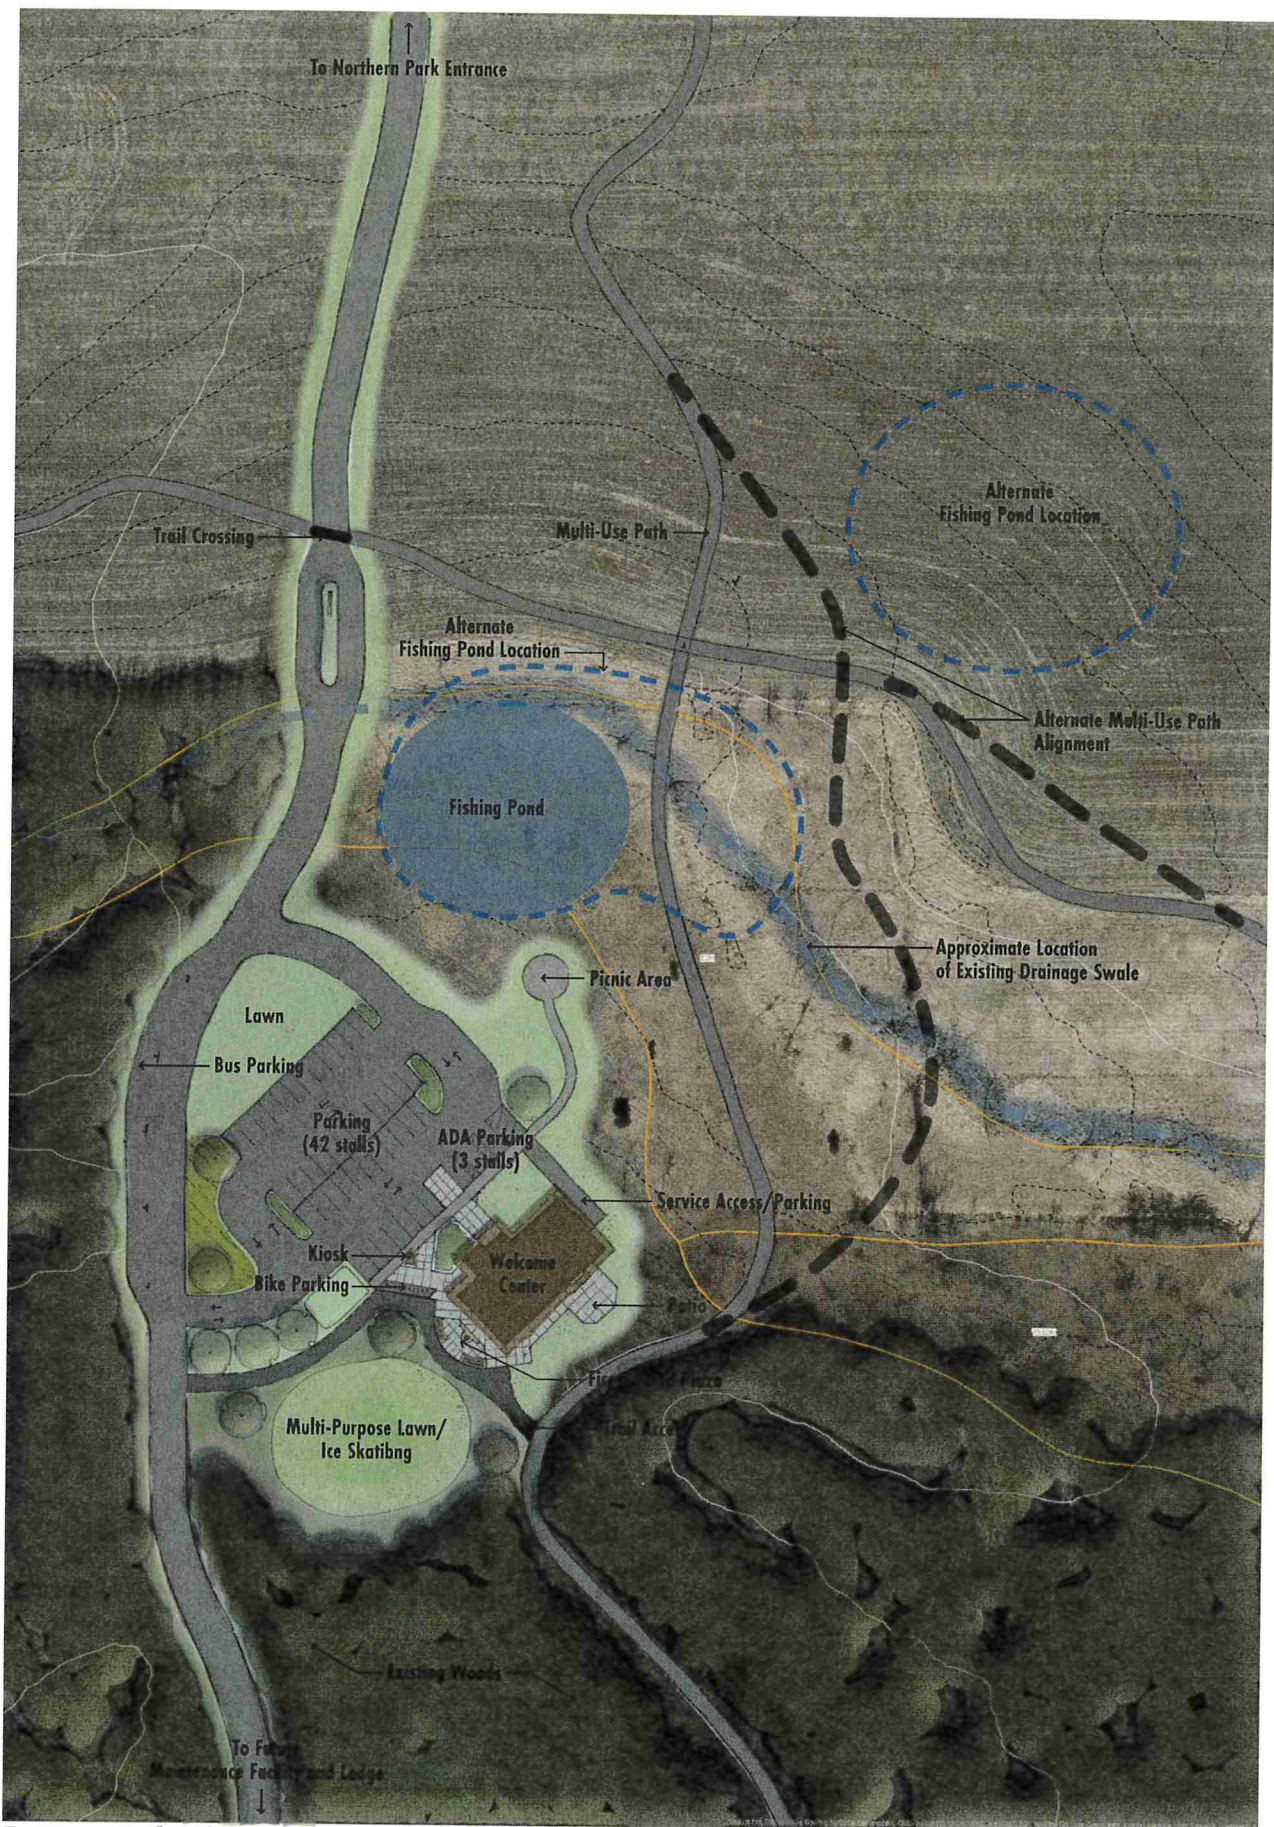 To Northern Park Entrance
Alternate
Fishing Pond Location
Trail Crossing
Multi-Use Path
Alternate
Fishing Pond Location
Alternate Multi-Use Path
Alignment
Fishing Pond
Approximate Location
of Existing Drainage Swale
Picnic Area
Lawn
Bus Parking
Parking
(42 stalls)
ADA Parking
(3 stalls)
Service Access/Parking
Kiosk
Welcome
Center
Bike Parking
Patio
Multi-Purpose Lawn/
Ice Skatibng
Trail
Existing Woods
To
Maintenance Facility and Lodge